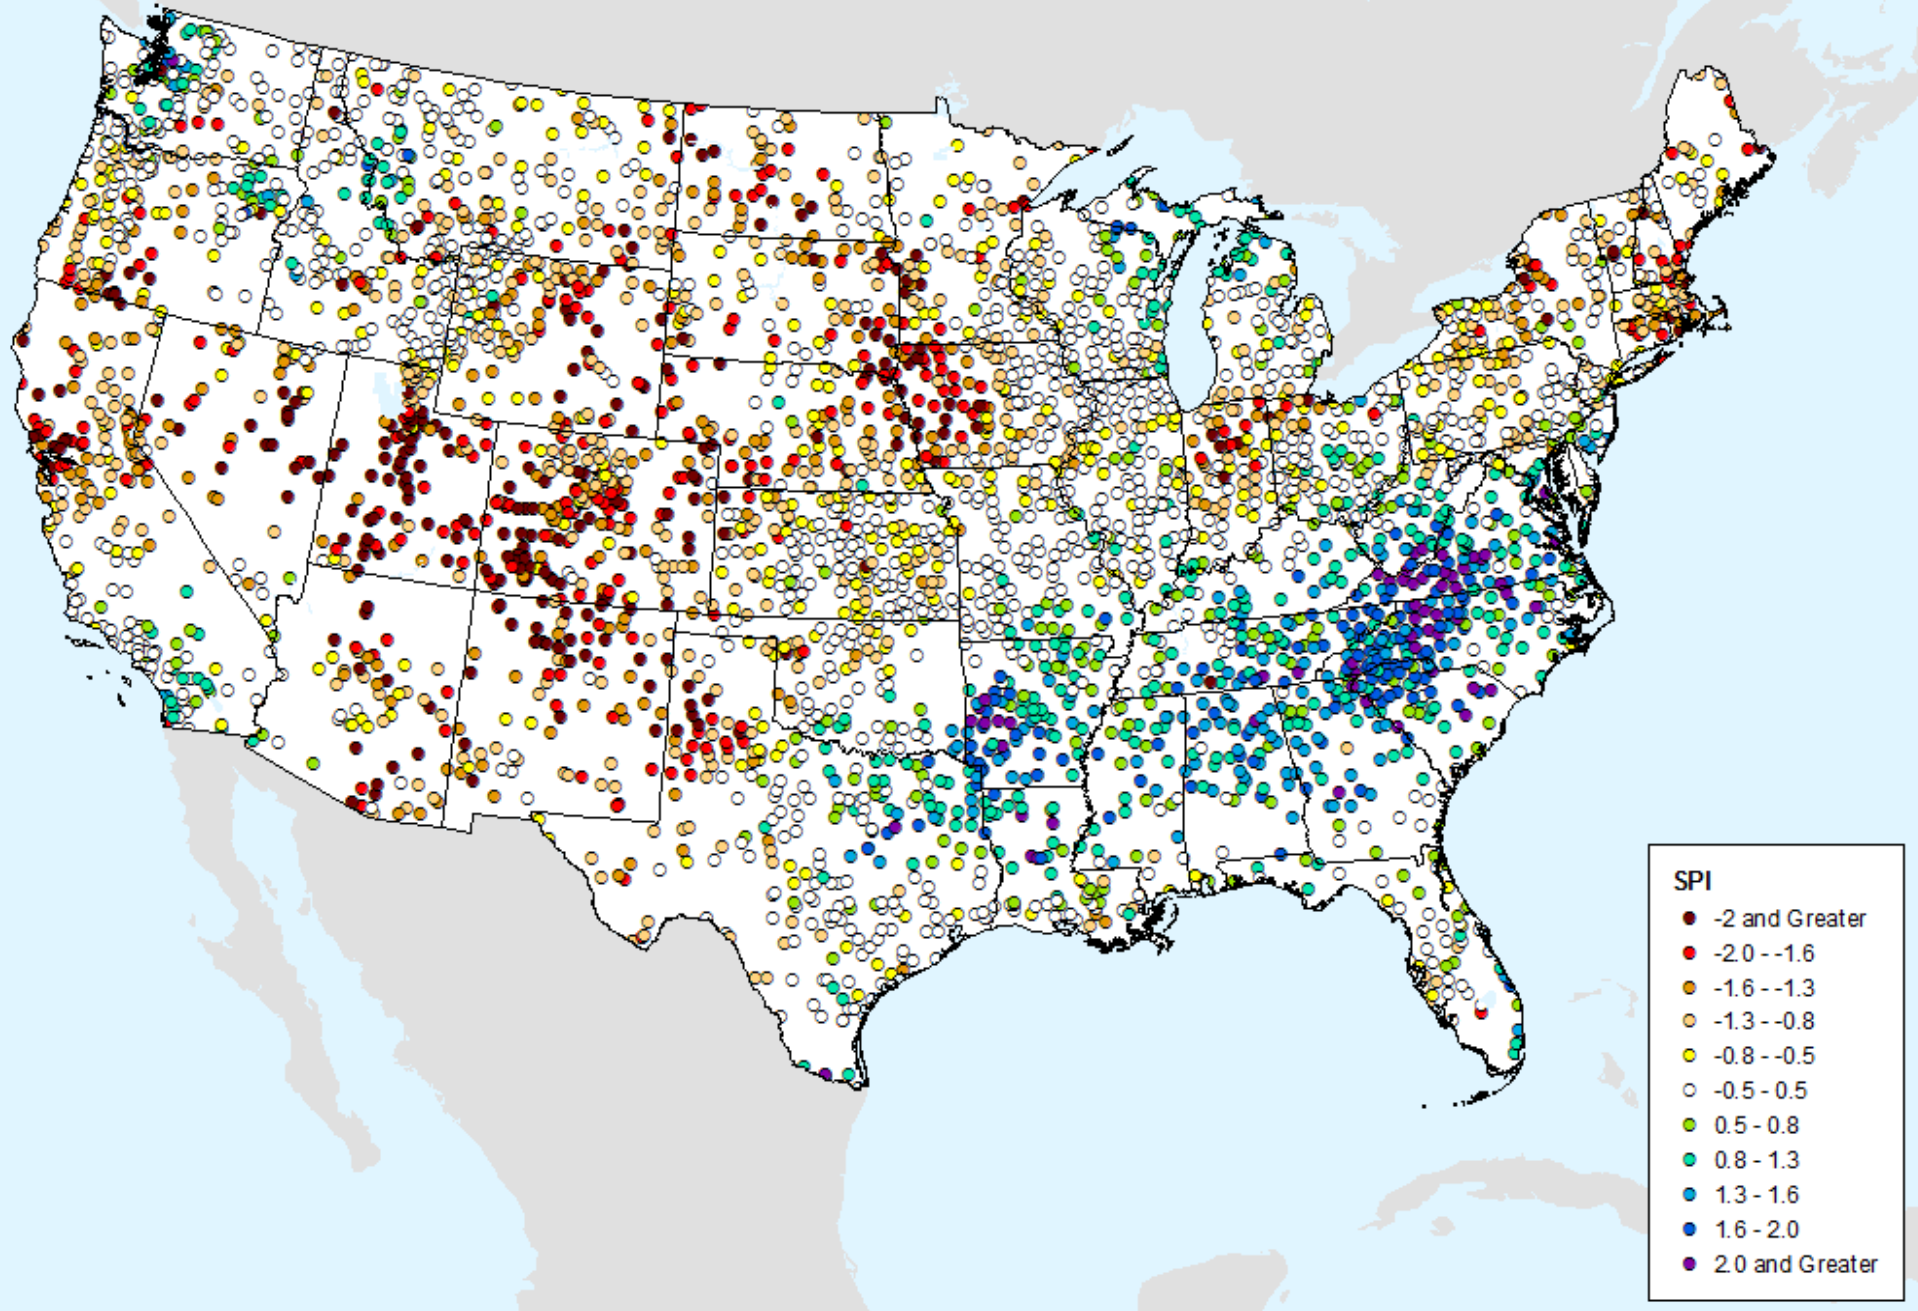 SPI
-2 and Greater
-2.0 - -1.6
-1.6 - -1.3
-1.3 - -0.8
-0.8 - -0.5
-0.5 - 0.5
0.5 - 0.8
0.8 - 1.3
1.3 - 1.6
1.6 - 2.0
2.0 and Greater